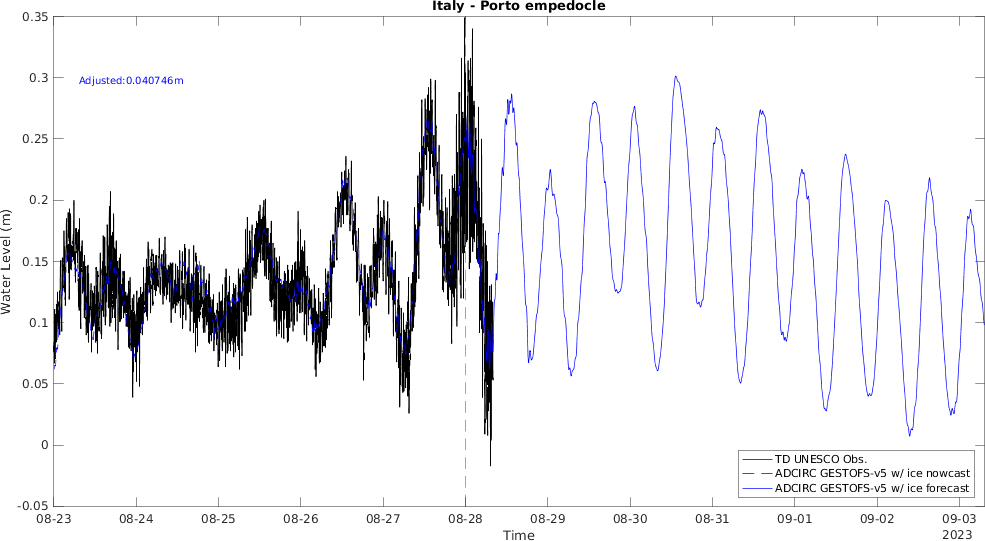 Italy - Porto empedocle
Water Level (m)
0.35
0.3
0.25
0.2
0.15
0.1
0.05
0
-0.05
Adjusted:0.040746m
TD UNESCO Obs.
ADCIRC GESTOFS-v5 w/ ice nowcast
ADCIRC GESTOFS-v5 w/ ice forecast
08-23 08-24 08-25 08-26 08-27 08-28 08-29 08-30 08-31 09-01 09-02 09-03
2023
Time